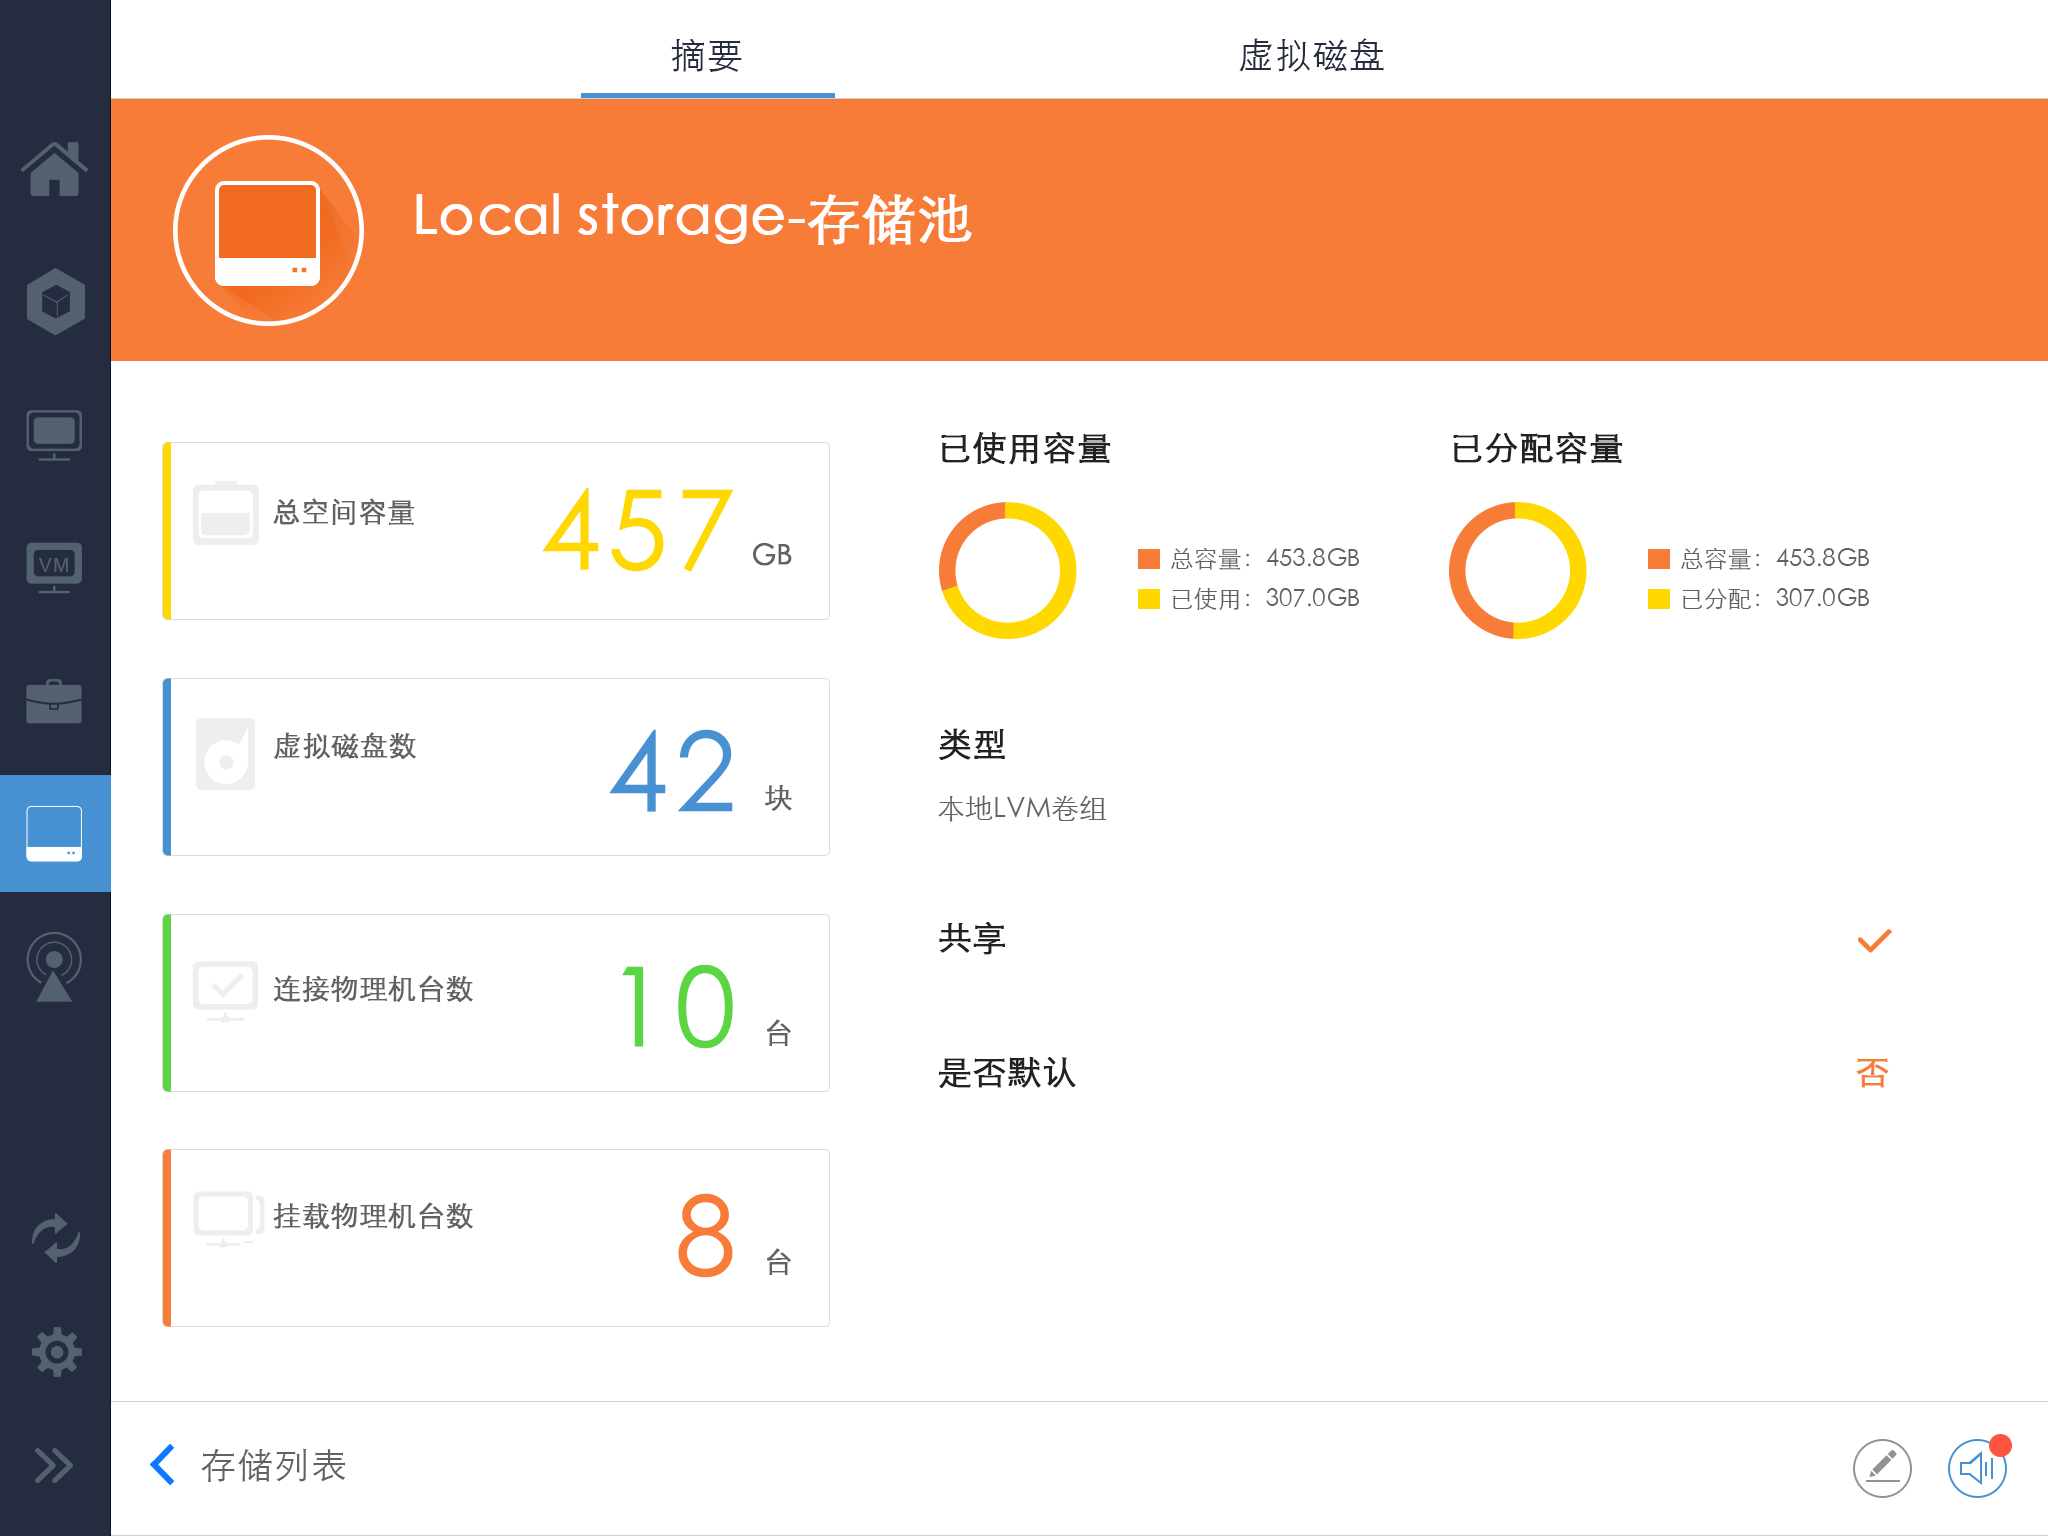 摘要
虚拟磁盘
Local storage-存储池
VM
总空间容量
457 GB
虚拟磁盘数
42 块
连接物理机台数
10 台
挂载物理机台数
8 台
已使用容量
总容量：453.8GB
已使用：307.0GB
已分配容量
总容量：453.8GB
已分配：307.0GB
类型
本地LVM卷组
共享
是否默认
否
存储列表